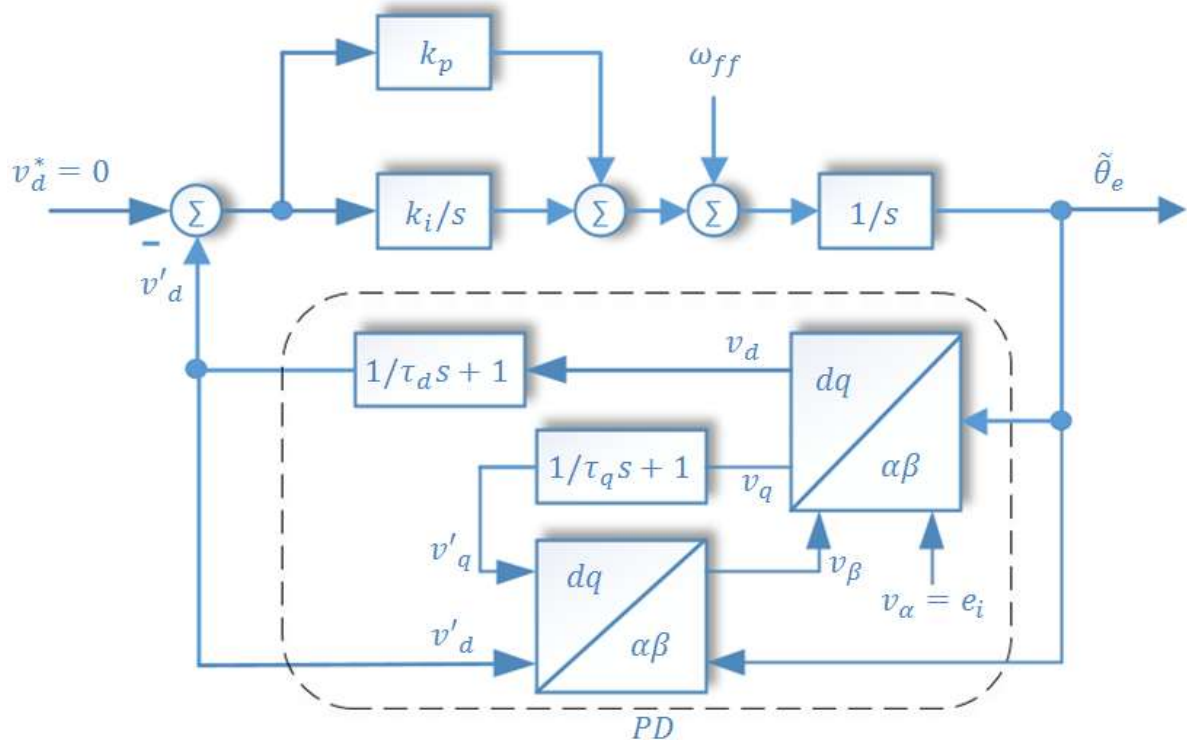 k_p
ω_ff
v_d^* = 0
Σ
k_i/s
Σ
Σ
1/s
θ̃_e
-
v'_d
1/τ_d s + 1
v_d
dq
αβ
1/τ_q s + 1
v_q
v'_q
dq
αβ
v_β
v_α = e_i
v'_d
PD